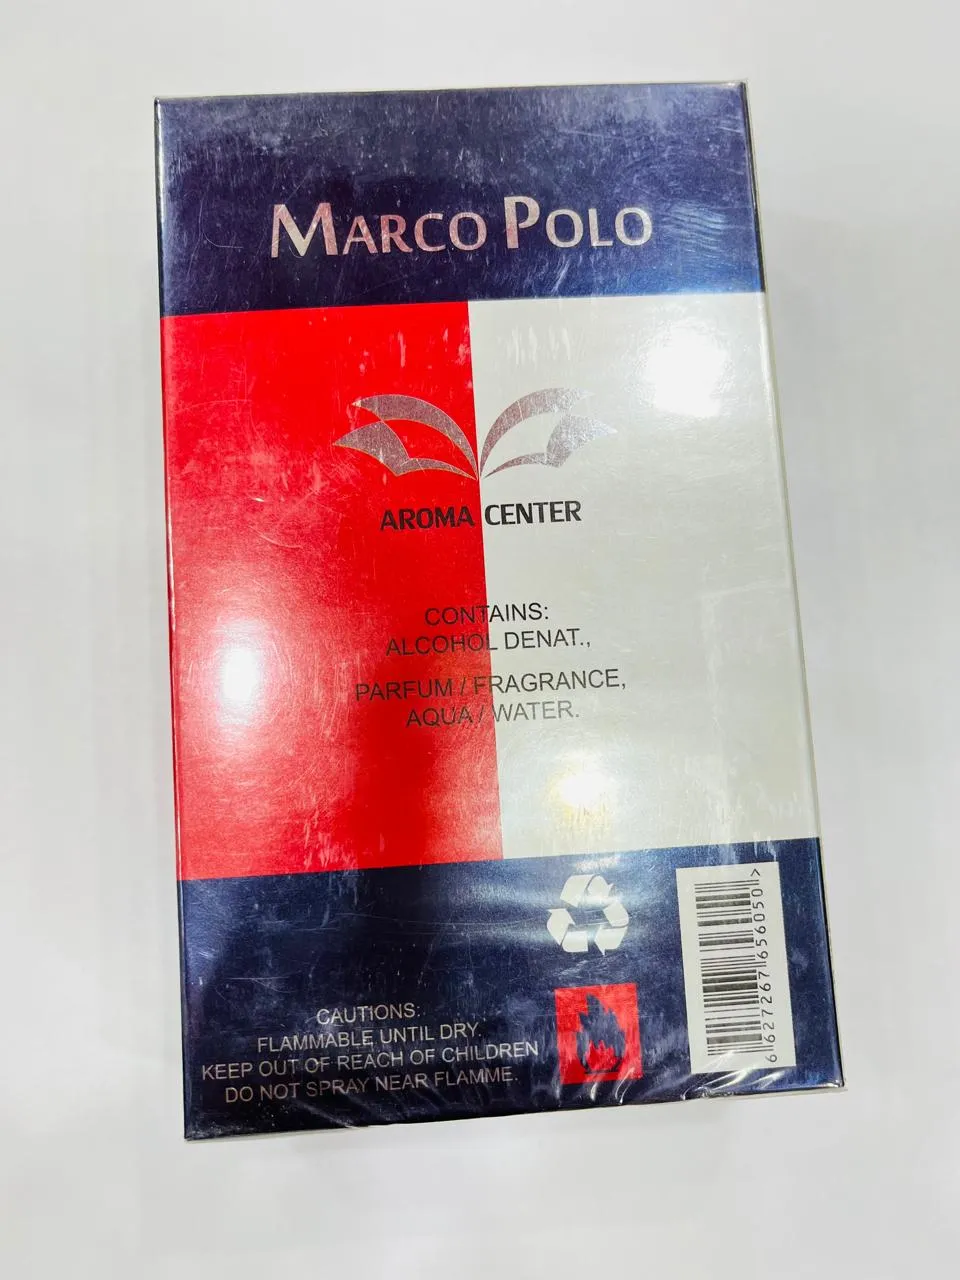 MARCO POLO
AROMA CENTER
CONTAINS:
ALCOHOL DENAT.,
PARFUM / FRAGRANCE,
AQUA / WATER.
CAUTIONS:
FLAMMABLE UNTIL DRY.
KEEP OUT OF REACH OF CHILDREN
DO NOT SPRAY NEAR FLAMME.
6 627267 656050 >